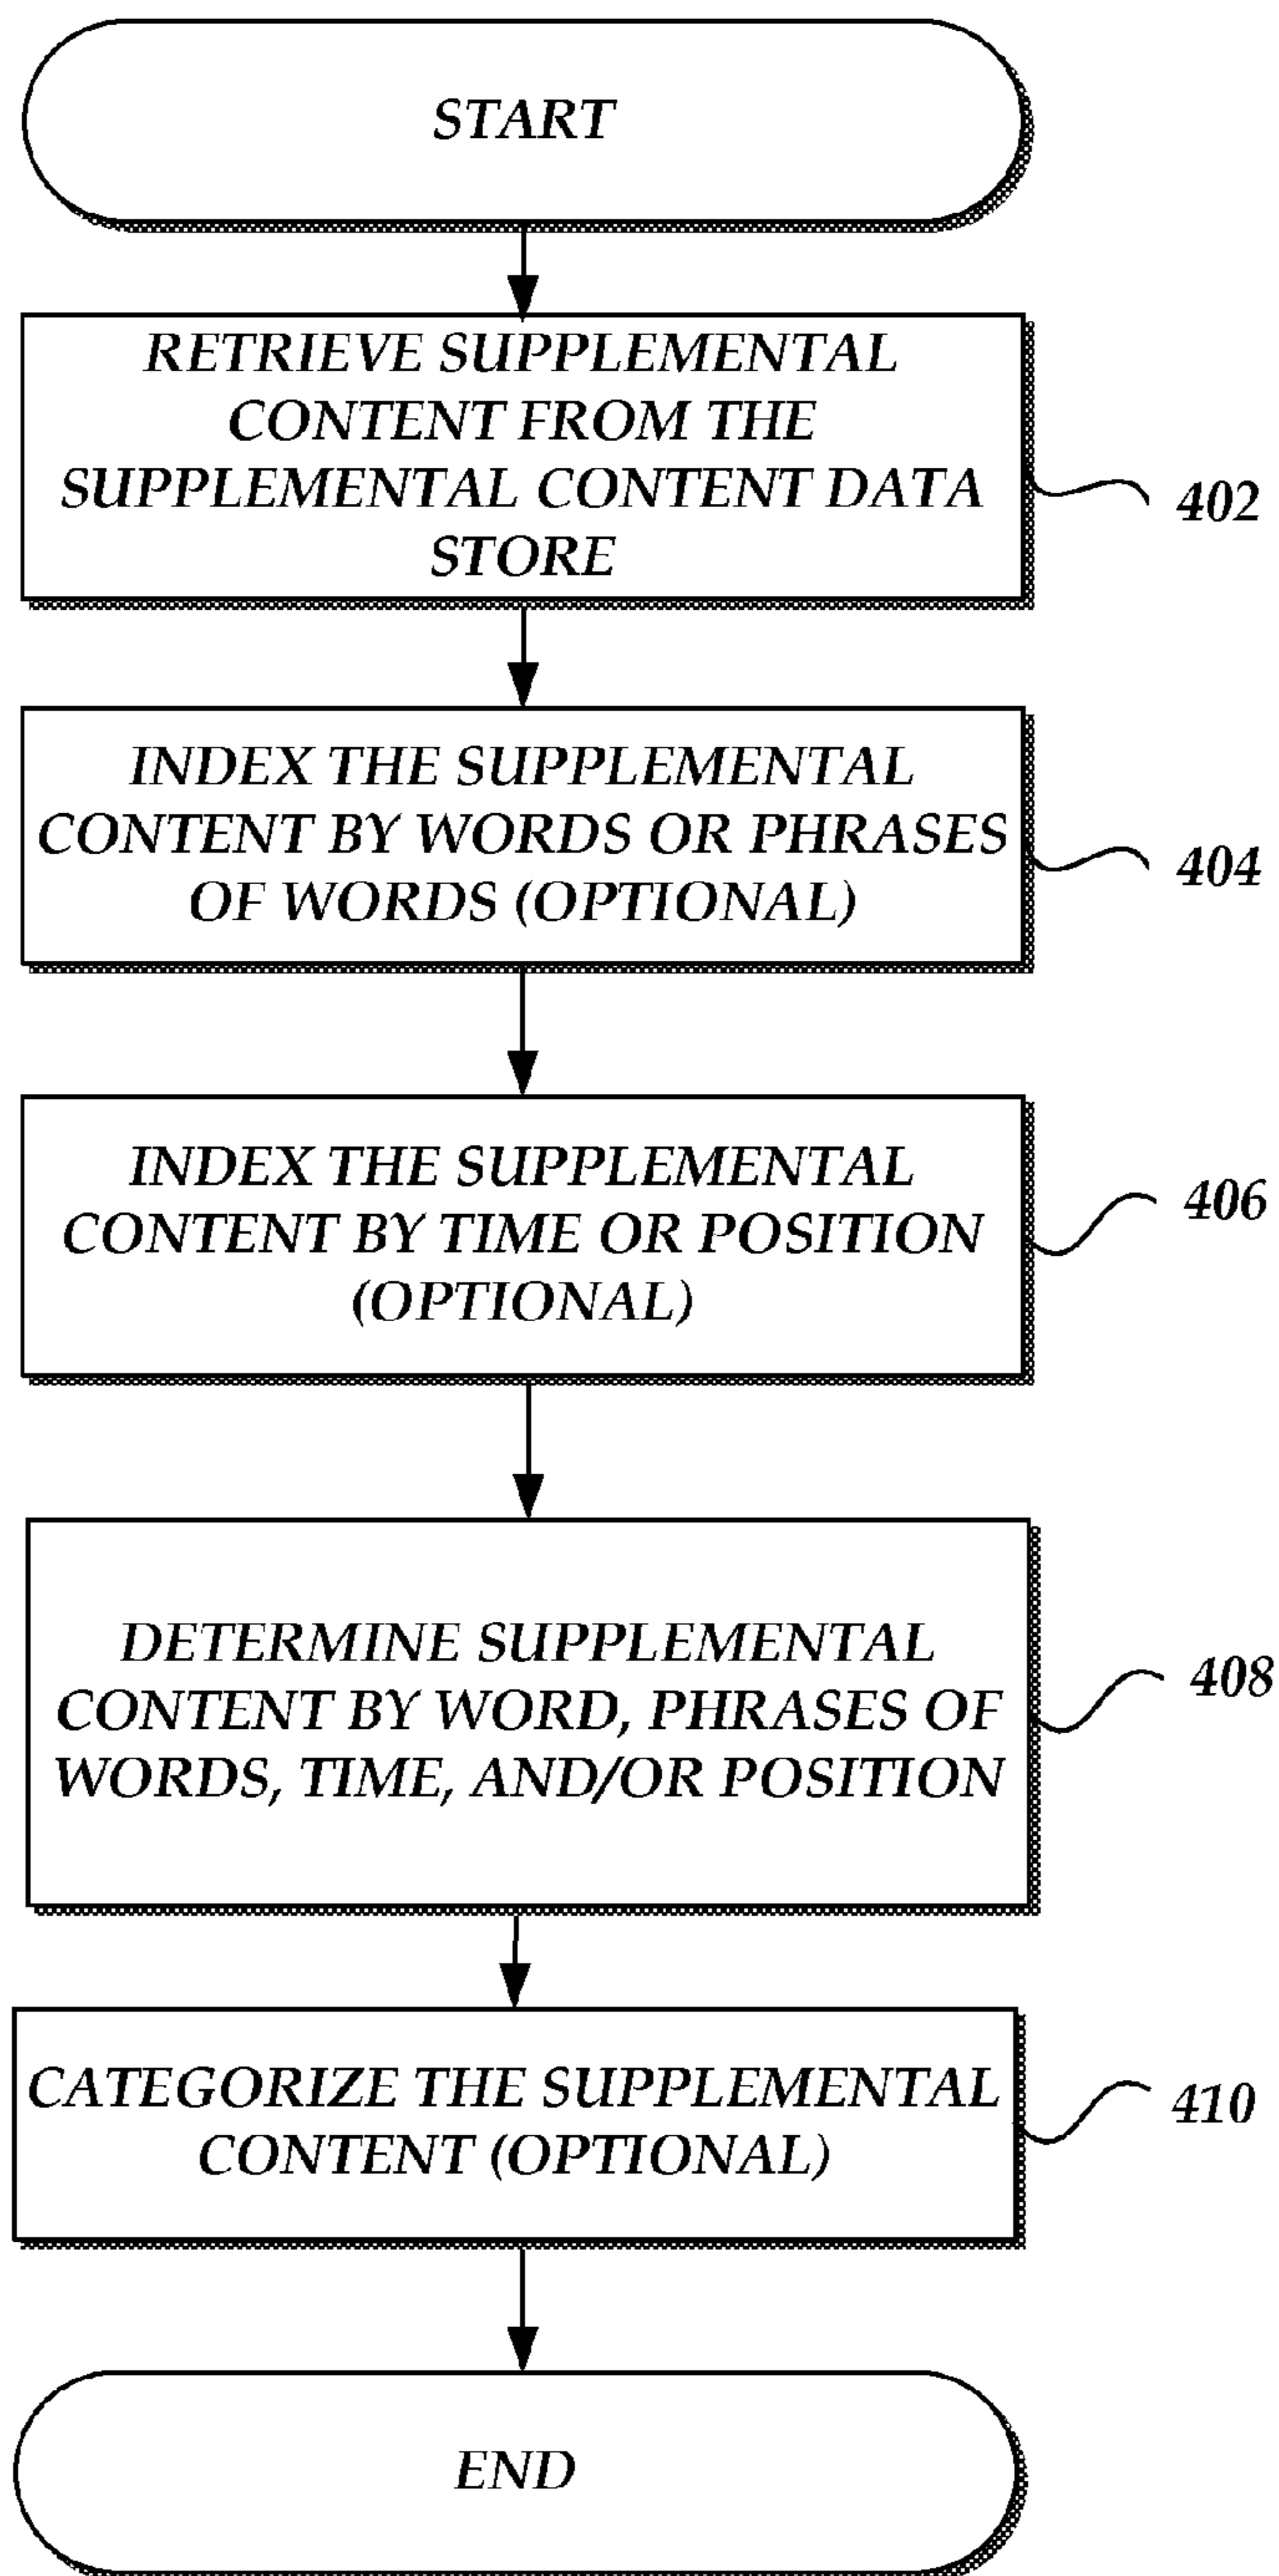 START
RETRIEVE SUPPLEMENTAL
CONTENT FROM THE
SUPPLEMENTAL CONTENT DATA
STORE
402
INDEX THE SUPPLEMENTAL
CONTENT BY WORDS OR PHRASES
OF WORDS (OPTIONAL)
404
INDEX THE SUPPLEMENTAL
CONTENT BY TIME OR POSITION
(OPTIONAL)
406
DETERMINE SUPPLEMENTAL
CONTENT BY WORD, PHRASES OF
WORDS, TIME, AND/OR POSITION
408
CATEGORIZE THE SUPPLEMENTAL
CONTENT (OPTIONAL)
410
END